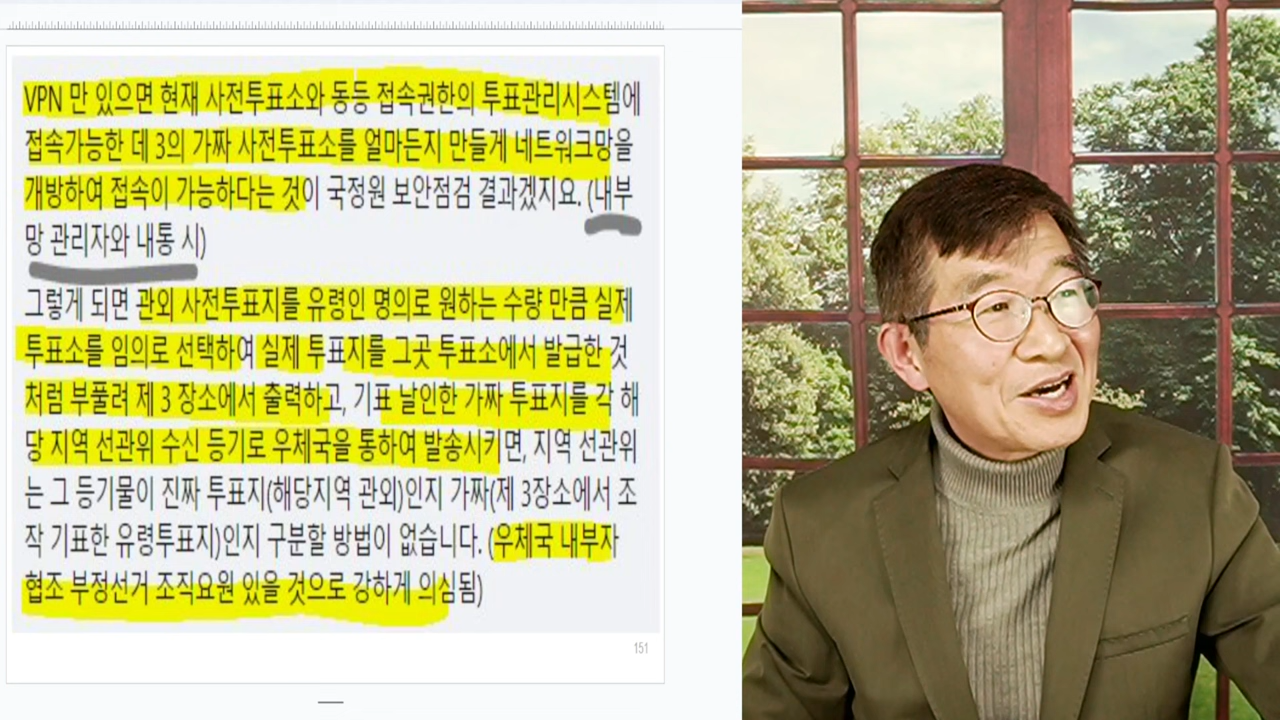 VPN 만 있으면 현재 사전투표소와 동등 접속권한의 투표관리시스템에
접속가능한 데 3의 가짜 사전투표소를 얼마든지 만들게 네트워크망을
개방하여 접속이 가능하다는 것이 국정원 보안점검 결과겠지요. (내부
망 관리자와 내통 시)
그렇게 되면 관외 사전투표지를 유령인 명의로 원하는 수량 만큼 실제
투표소를 임의로 선택하여 실제 투표지를 그곳 투표소에서 발급한 것
처럼 부풀려 제 3 장소에서 출력하고, 기표 날인한 가짜 투표지를 각 해
당 지역 선관위 수신 등기로 우체국을 통하여 발송시키면, 지역 선관위
는 그 등기물이 진짜 투표지(해당지역 관외)인지 가짜(제 3장소에서 조
작 기표한 유령투표지)인지 구분할 방법이 없습니다. (우체국 내부자
협조 부정선거 조직요원 있을 것으로 강하게 의심됨)
151